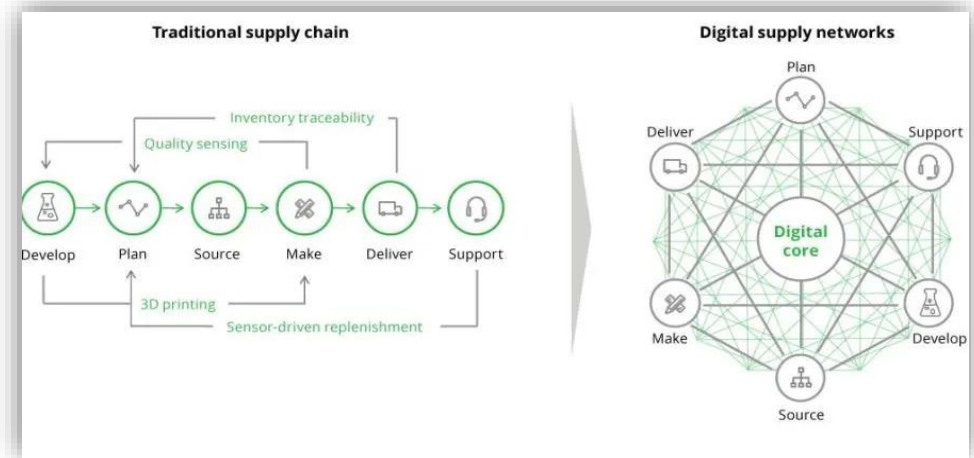 Traditional supply chain
Inventory traceability
Quality sensing
Develop
Plan
Source
Make
Deliver
Support
3D printing
Sensor-driven replenishment
Digital supply networks
Plan
Deliver
Support
Digital
core
Make
Develop
Source